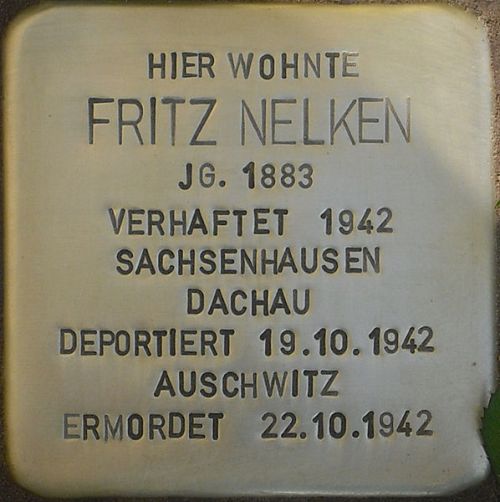 HIER WOHNTE
FRITZ NELKEN
JG. 1883
VERHAFTET 1942
SACHSENHAUSEN
DACHAU
DEPORTIERT 19.10.1942
AUSCHWITZ
ERMORDET 22.10.1942